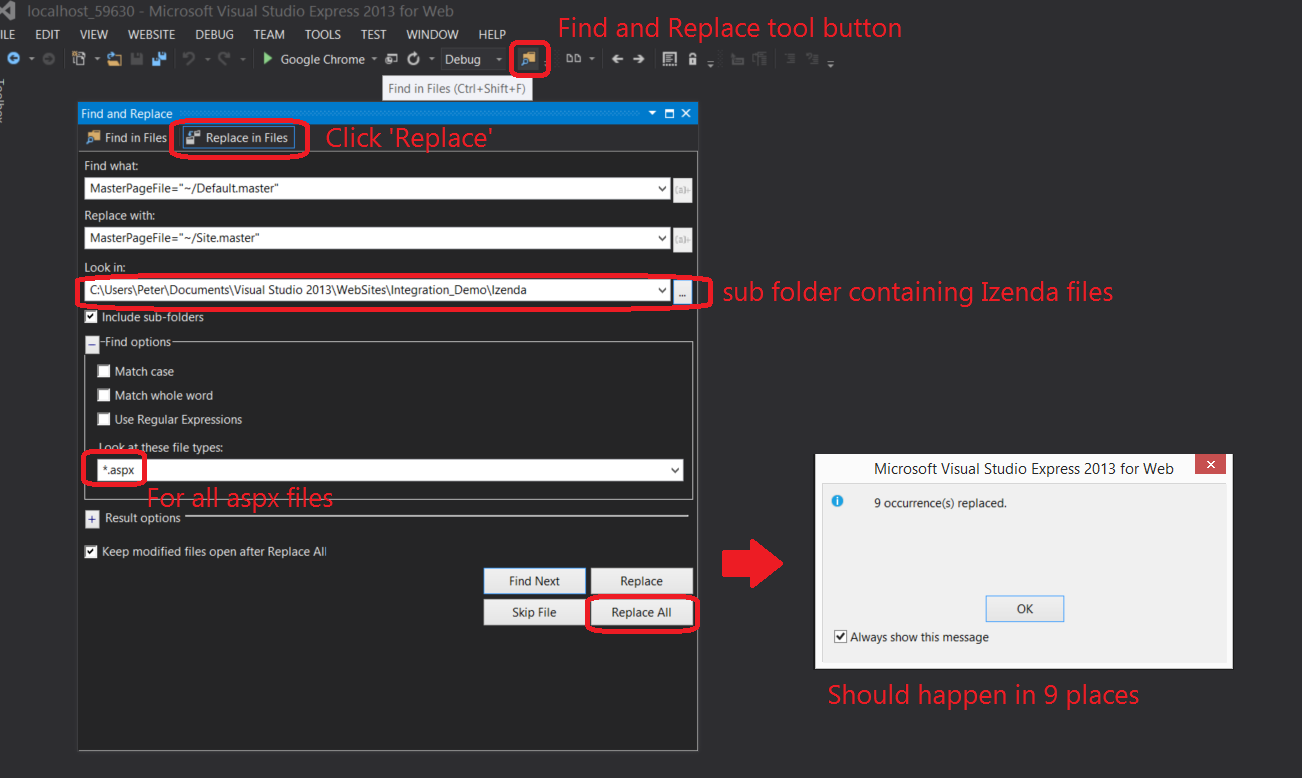 localhost_59630 - Microsoft Visual Studio Express 2013 for Web
ILE EDIT VIEW WEBSITE DEBUG TEAM TOOLS TEST WINDOW HELP
Find and Replace tool button
Google Chrome Debug
Toolbox
Find in Files (Ctrl+Shift+F)
Find and Replace
Find in Files Replace in Files
Click 'Replace'
Find what:
MasterPageFile="~/Default.master"
Replace with:
MasterPageFile="~/Site.master"
Look in:
C:\Users\Peter\Documents\Visual Studio 2013\WebSites\Integration_Demo\Izenda
...
sub folder containing Izenda files
Include sub-folders
Find options
Match case
Match whole word
Use Regular Expressions
Look at these file types:
*.aspx
For all aspx files
Result options
Keep modified files open after Replace All
Find Next Replace
Skip File Replace All
Microsoft Visual Studio Express 2013 for Web
9 occurrence(s) replaced.
OK
Always show this message
Should happen in 9 places